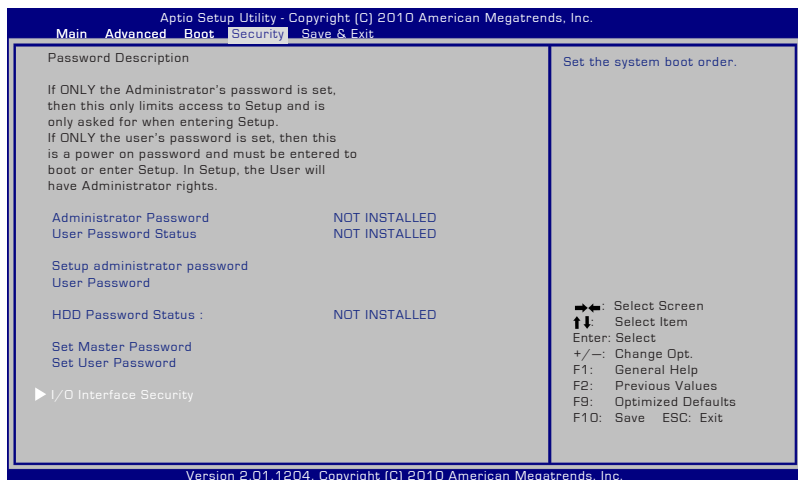 Aptio Setup Utility - Copyright (C) 2010 American Megatrends, Inc.
Main Advanced Boot Security Save & Exit
Password Description
If ONLY the Administrator's password is set,
then this only limits access to Setup and is
only asked for when entering Setup.
If ONLY the user's password is set, then this
is a power on password and must be entered to
boot or enter Setup. In Setup, the User will
have Administrator rights.
Administrator Password NOT INSTALLED
User Password Status NOT INSTALLED
Setup administrator password
User Password
HDD Password Status : NOT INSTALLED
Set Master Password
Set User Password
I/O Interface Security
Set the system boot order.
→←: Select Screen
↑↓: Select Item
Enter: Select
+/—: Change Opt.
F1: General Help
F2: Previous Values
F9: Optimized Defaults
F10: Save ESC: Exit
Version 2.01.1204. Copyright (C) 2010 American Megatrends, Inc.